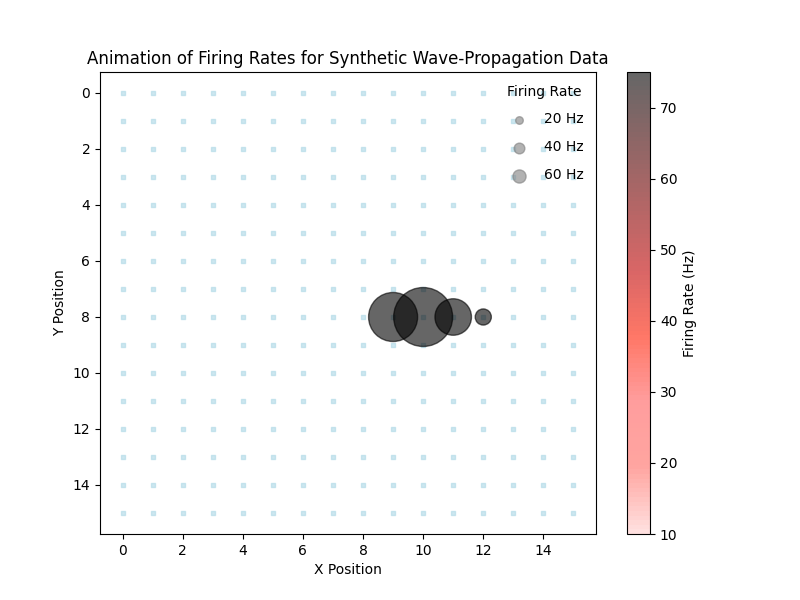 Animation of Firing Rates for Synthetic Wave-Propagation Data
Firing Rate
20 Hz
40 Hz
60 Hz
0
2
4
6
8
10
12
14
Y Position
0
2
4
6
8
10
12
14
X Position
70
60
50
40
30
20
10
Firing Rate (Hz)